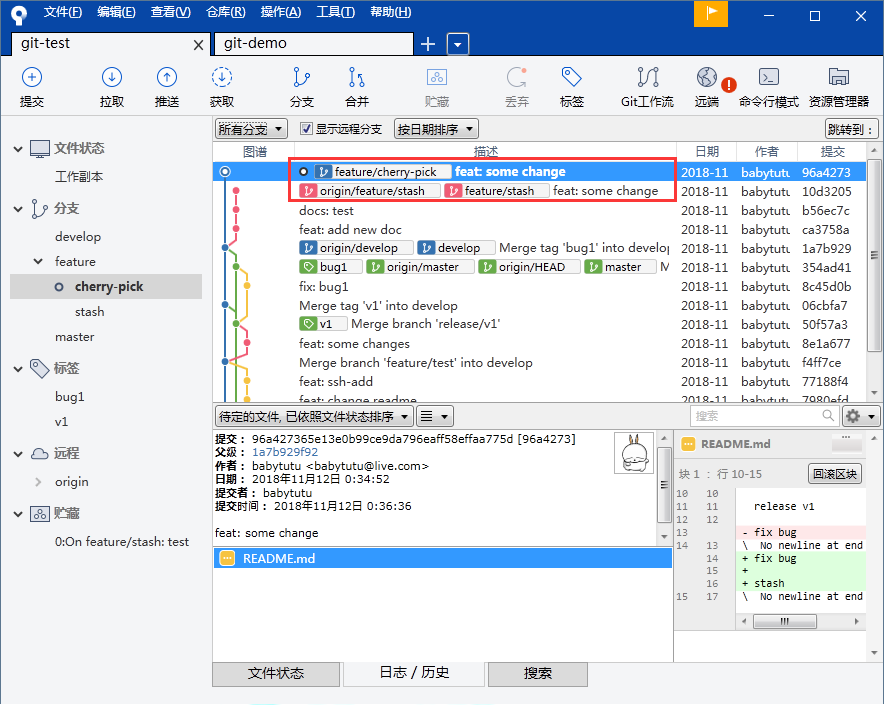 文件(F) 编辑(E) 查看(V) 仓库(R) 操作(A) 工具(T) 帮助(H)
git-test git-demo
提交 拉取 推送 获取 分支 合并 贮藏 丢弃 标签 Git工作流 远端 命令行模式 资源管理器
所有分支 显示远程分支 按日期排序 跳转到：
图谱 描述 日期 作者 提交
feature/cherry-pick feat: some change 2018-11 babytutu 96a4273
origin/feature/stash feature/stash feat: some change 2018-11 babytutu 10d3205
docs: test 2018-11 babytutu b56ec7c
feat: add new doc 2018-11 babytutu ca3758a
origin/develop develop Merge tag 'bug1' into develop 2018-11 babytutu 1a7b929
bug1 origin/master origin/HEAD master M 2018-11 babytutu 354ad41
fix: bug1 2018-11 babytutu 8c45d0b
Merge tag 'v1' into develop 2018-11 babytutu 06cbfa7
v1 Merge branch 'release/v1' 2018-11 babytutu 50f57a3
feat: some changes 2018-11 babytutu 8e1a677
Merge branch 'feature/test' into develop 2018-11 babytutu f4ff7ce
feat: ssh-add 2018-11 babytutu 77188f4
feat: change readme 2018-11 babytutu 7980efd
文件状态
工作副本
分支
develop
feature
cherry-pick
stash
master
标签
bug1
v1
远程
origin
贮藏
0:On feature/stash: test
待定的文件, 已依照文件状态排序 搜索
提交： 96a427365e13e0b99ce9da796eaff58effaa775d [96a4273]
父级： 1a7b929f92
作者： babytutu <babytutu@live.com>
日期： 2018年11月12日 0:34:52
提交者： babytutu
提交时间： 2018年11月12日 0:36:36
feat: some change
README.md
README.md
块 1 : 行 10-15 回滚区块
10 10
11 11 release v1
12 12
13 - fix bug
14 13 \ No newline at end
14 + fix bug
15 +
16 + stash
15 17 \ No newline at end
文件状态 日志 / 历史 搜索